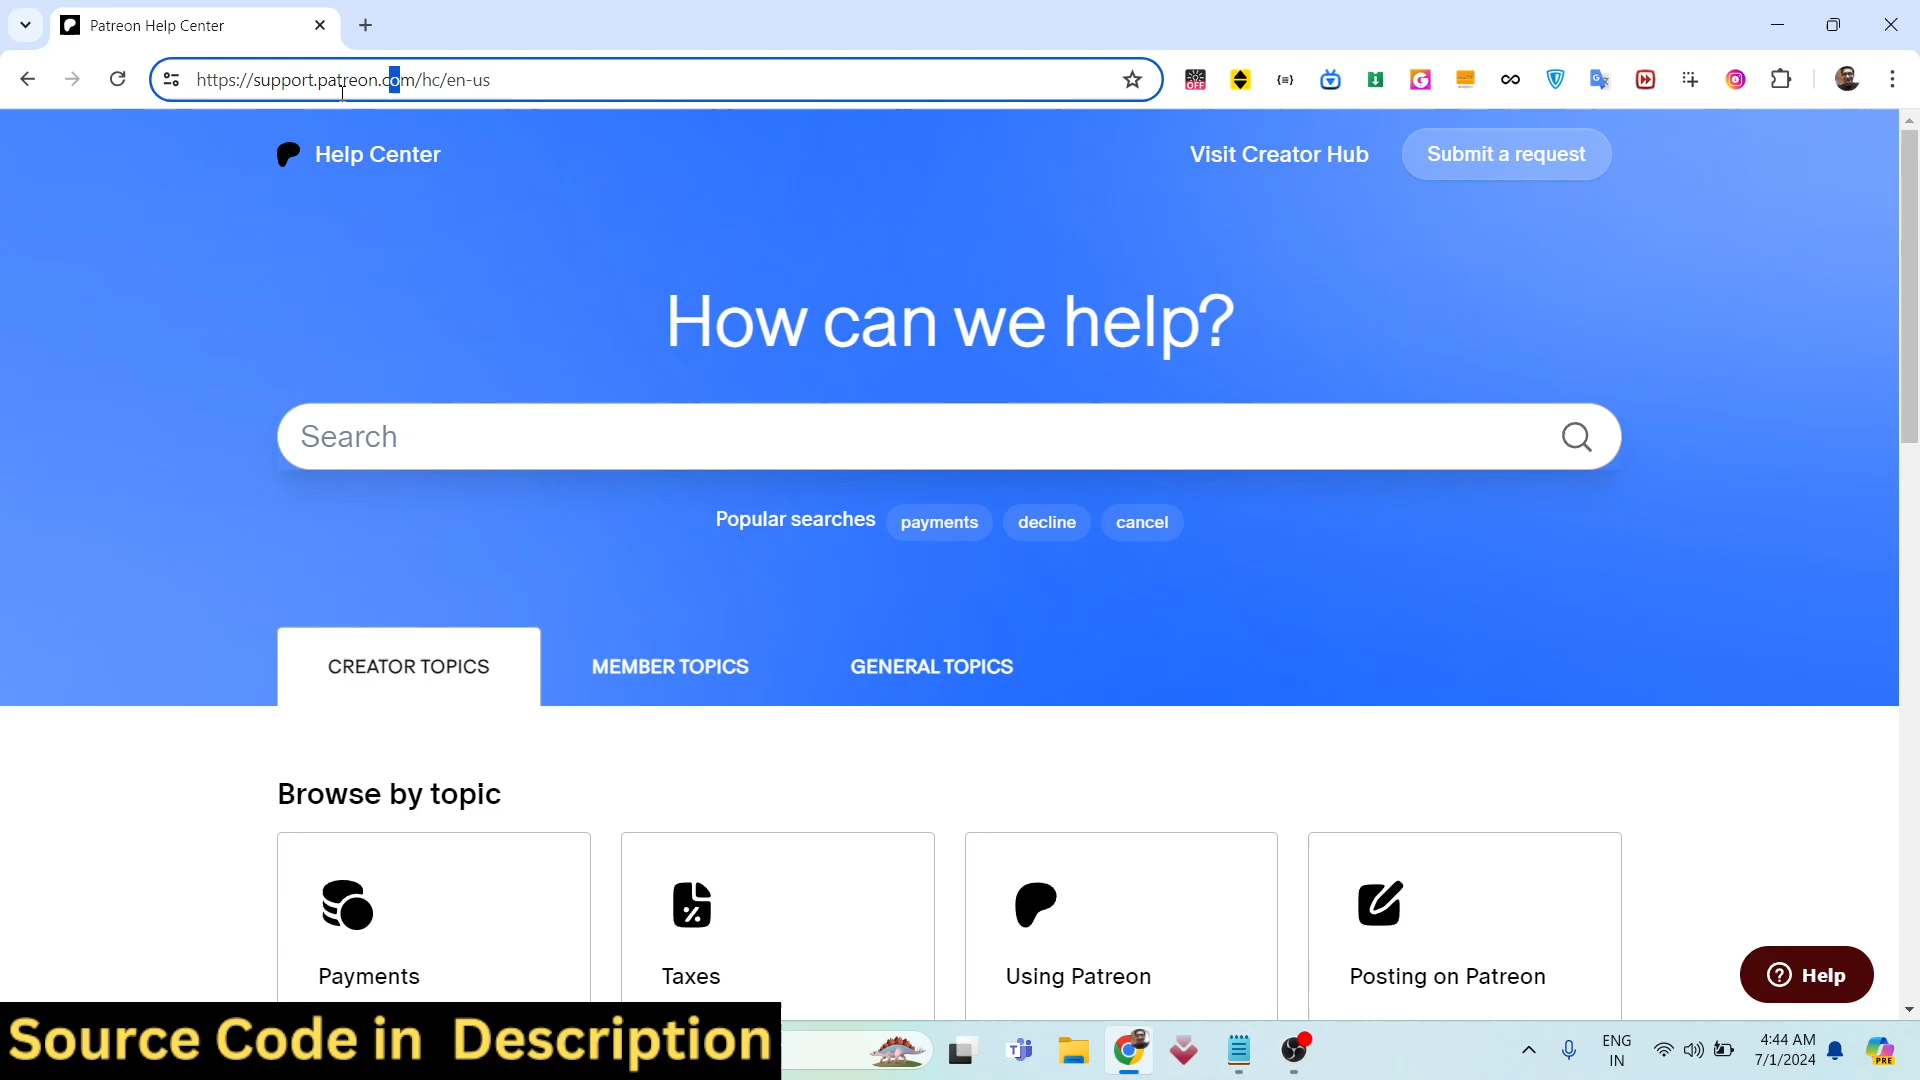 Patreon Help Center
https://support.patreon.com/hc/en-us
OFF
Help Center
Visit Creator Hub
Submit a request
How can we help?
Search
Popular searches
payments
decline
cancel
CREATOR TOPICS
MEMBER TOPICS
GENERAL TOPICS
Browse by topic
Payments
Taxes
Using Patreon
Posting on Patreon
? Help
Source Code in Description
ENG
IN
4:44 AM
7/1/2024
PRE